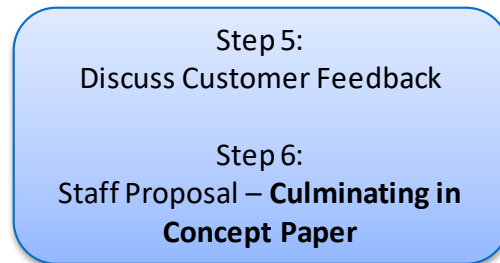 Step 5:
Discuss Customer Feedback
Step 6:
Staff Proposal – Culminating in
Concept Paper